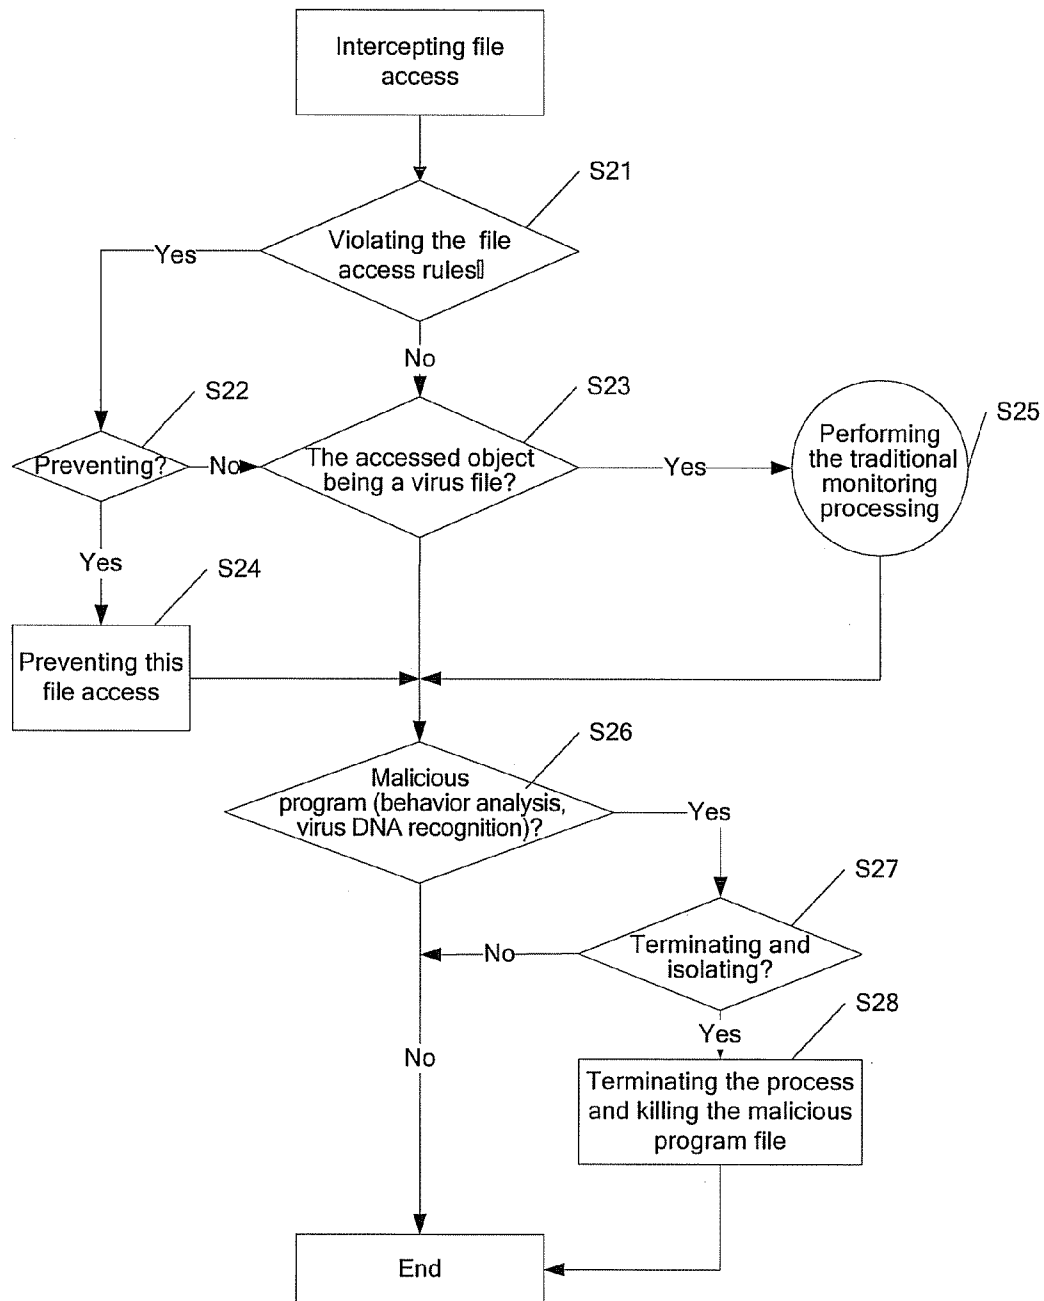 Intercepting file
access
S21
Violating the file
access rules▯
Yes
No
S22
S23
S25
Preventing?
No
The accessed object
being a virus file?
Yes
Performing
the traditional
monitoring
processing
Yes
S24
Preventing this
file access
S26
Malicious
program (behavior analysis,
virus DNA recognition)?
Yes
S27
Terminating and
isolating?
No
S28
Yes
No
Terminating the process
and killing the malicious
program file
End